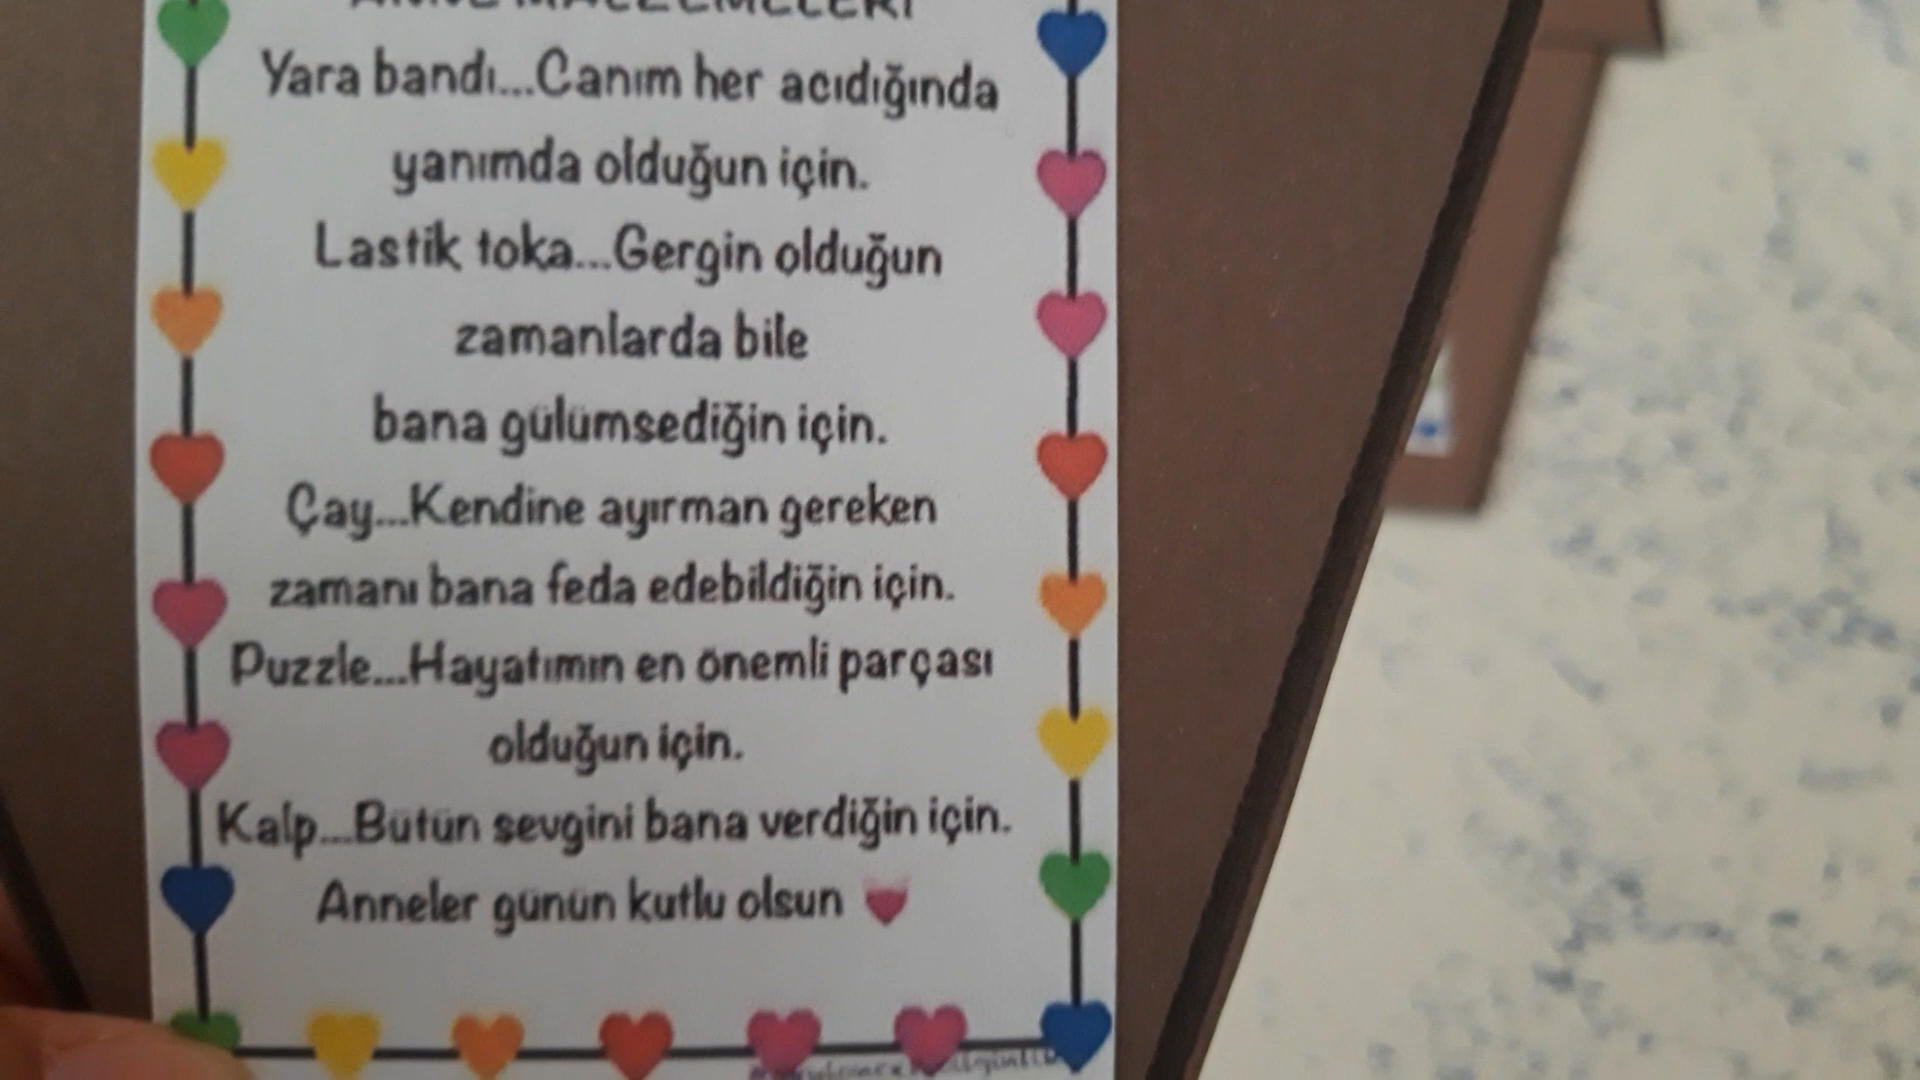 ANNE MALZEMELERİ
Yara bandı...Canım her acıdığında
yanımda olduğun için.
Lastik toka...Gergin olduğun
zamanlarda bile
bana gülümsediğin için.
Çay...Kendine ayırman gereken
zamanı bana feda edebildiğin için.
Puzzle...Hayatımın en önemli parçası
olduğun için.
Kalp...Bütün sevgini bana verdiğin için.
Anneler günün kutlu olsun